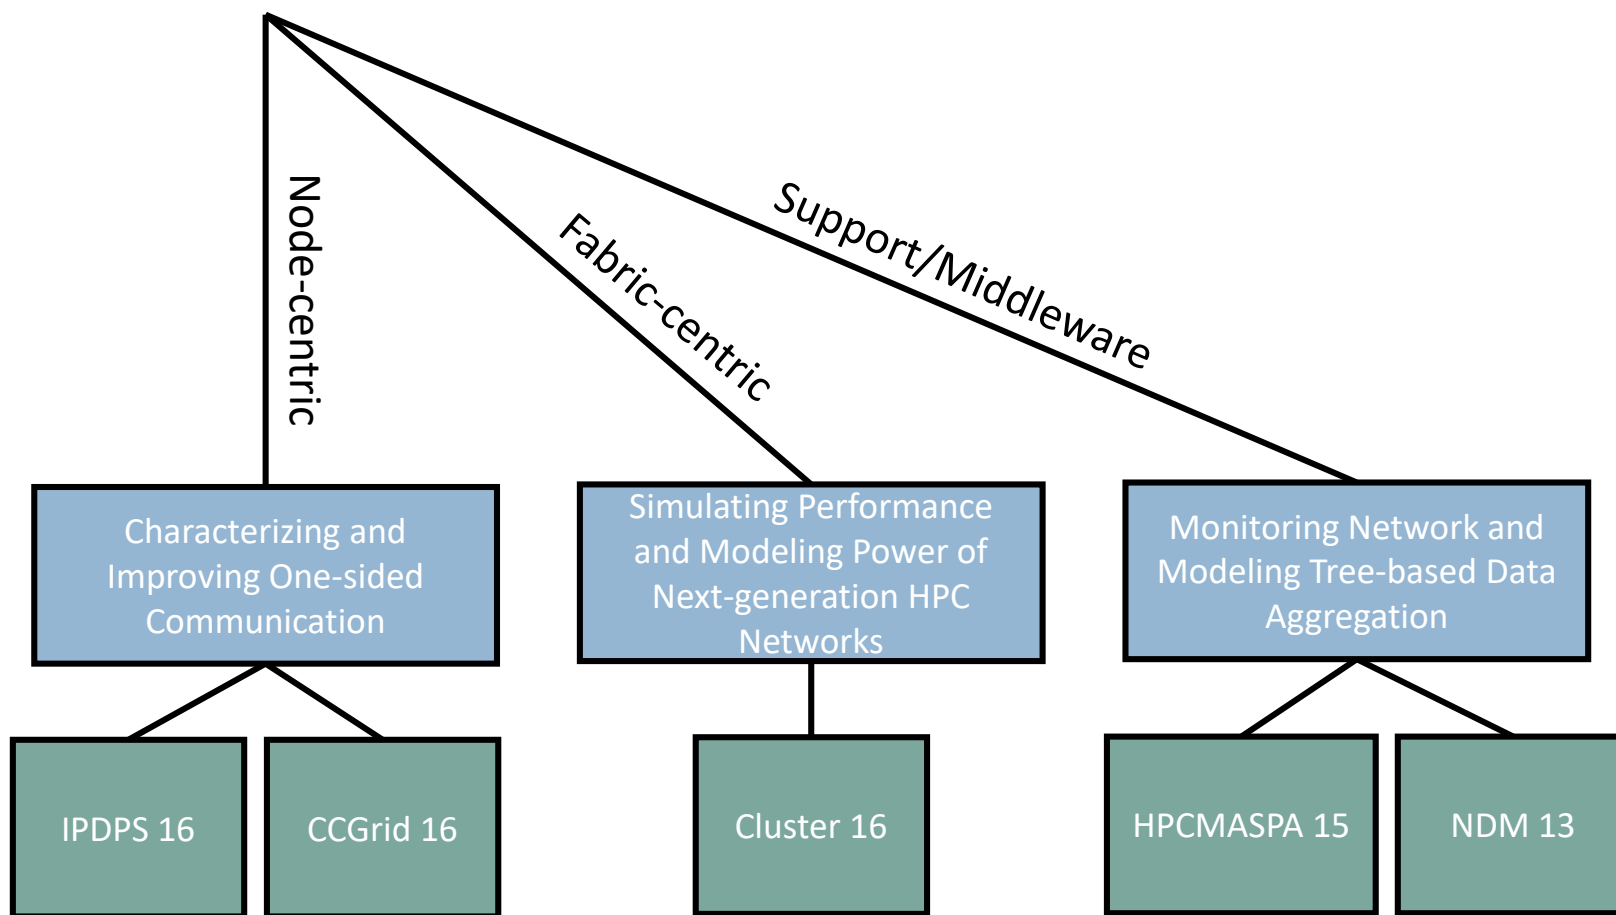 Node-centric
Fabric-centric
Support/Middleware
Characterizing and
Improving One-sided
Communication
Simulating Performance
and Modeling Power of
Next-generation HPC
Networks
Monitoring Network and
Modeling Tree-based Data
Aggregation
IPDPS 16
CCGrid 16
Cluster 16
HPCMASPA 15
NDM 13